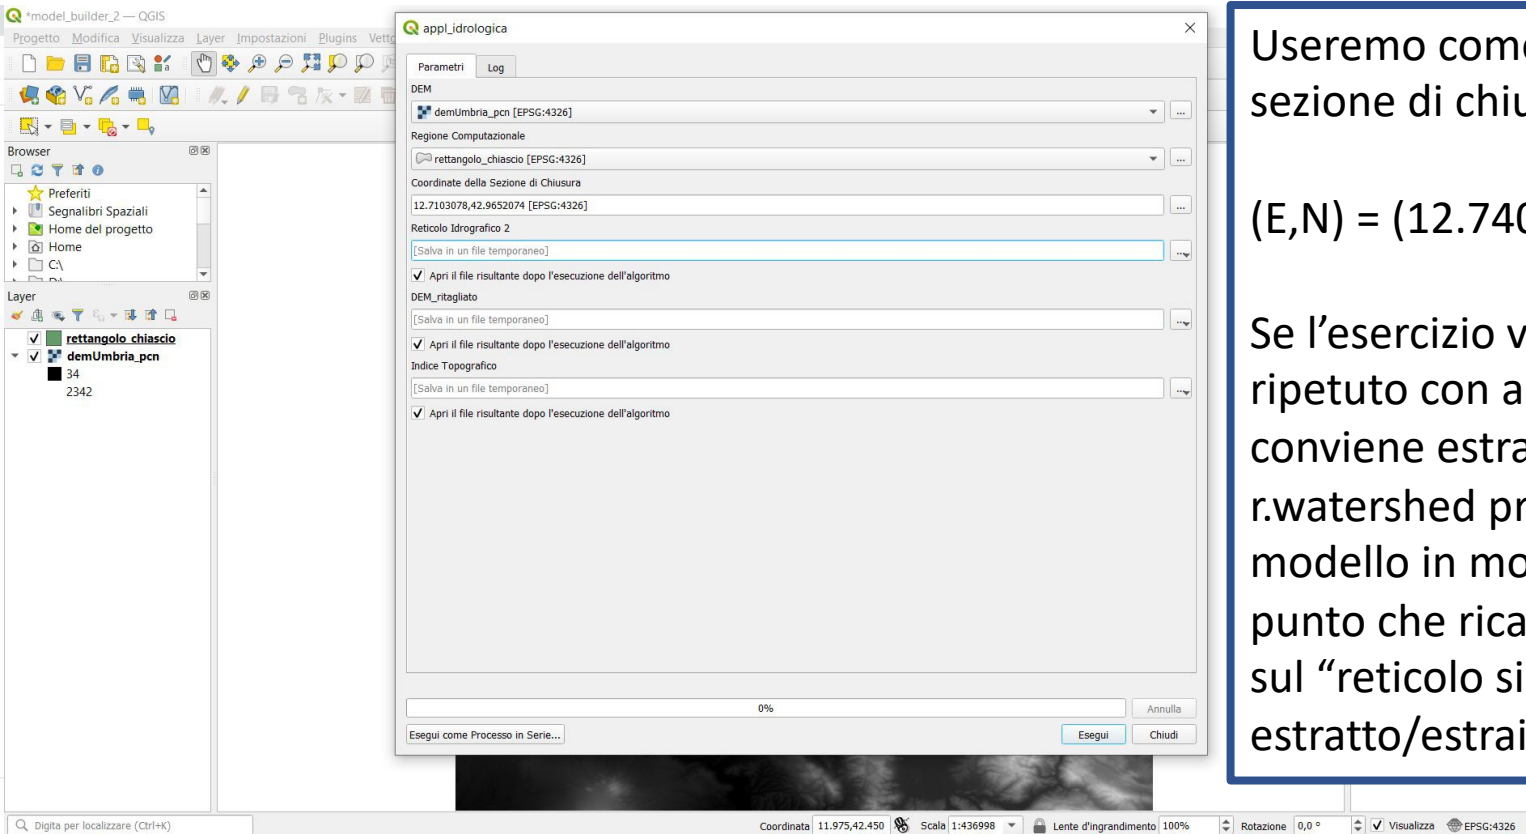 *model_builder_2 — QGIS
Progetto Modifica Visualizza Layer Impostazioni Plugins
Browser
Preferiti
Segnalibri Spaziali
Home del progetto
Home
C:\
Layer
rettangolo_chiascio
demUmbria_pcn
34
2342
appl_idrologica
Parametri Log
DEM
demUmbria_pcn [EPSG:4326]
Regione Computazionale
rettangolo_chiascio [EPSG:4326]
Coordinate della Sezione di Chiusura
12.7103078,42.9652074 [EPSG:4326]
Reticolo Idrografico 2
[Salva in un file temporaneo]
Apri il file risultante dopo l'esecuzione dell'algoritmo
DEM_ritagliato
[Salva in un file temporaneo]
Apri il file risultante dopo l'esecuzione dell'algoritmo
Indice Topografico
[Salva in un file temporaneo]
Apri il file risultante dopo l'esecuzione dell'algoritmo
0%
Annulla
Esegui come Processo in Serie...
Esegui
Chiudi
Useremo com
sezione di chiu
(E,N) = (12.740
Se l’esercizio v
ripetuto con a
conviene estra
r.watershed pr
modello in mo
punto che rica
sul “reticolo si
estratto/estrai
Digita per localizzare (Ctrl+K)
Coordinata 11.975,42.450 Scala 1:436998 Lente d'ingrandimento 100% Rotazione 0,0 ° Visualizza EPSG:4326